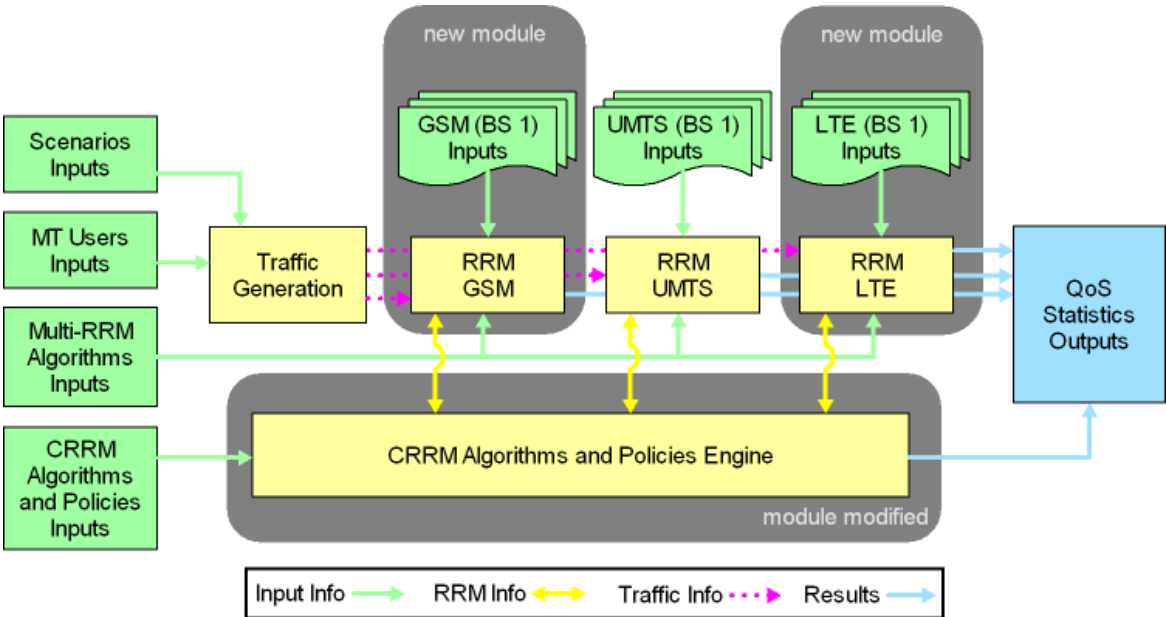 new module
new module
GSM (BS 1)
Inputs
UMTS (BS 1)
Inputs
LTE (BS 1)
Inputs
Scenarios
Inputs
MT Users
Inputs
Multi-RRM
Algorithms
Inputs
CRRM
Algorithms
and Policies
Inputs
Traffic
Generation
RRM
GSM
RRM
UMTS
RRM
LTE
QoS
Statistics
Outputs
CRRM Algorithms and Policies Engine
module modified
Input Info
RRM Info
Traffic Info
Results